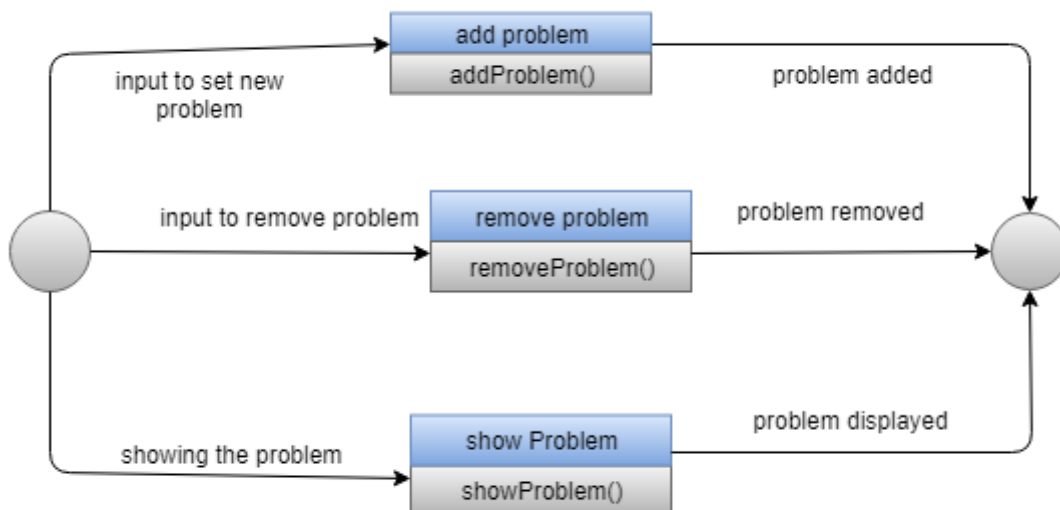 add problem
addProblem()
input to set new
problem
problem added
input to remove problem
remove problem
removeProblem()
problem removed
showing the problem
show Problem
showProblem()
problem displayed